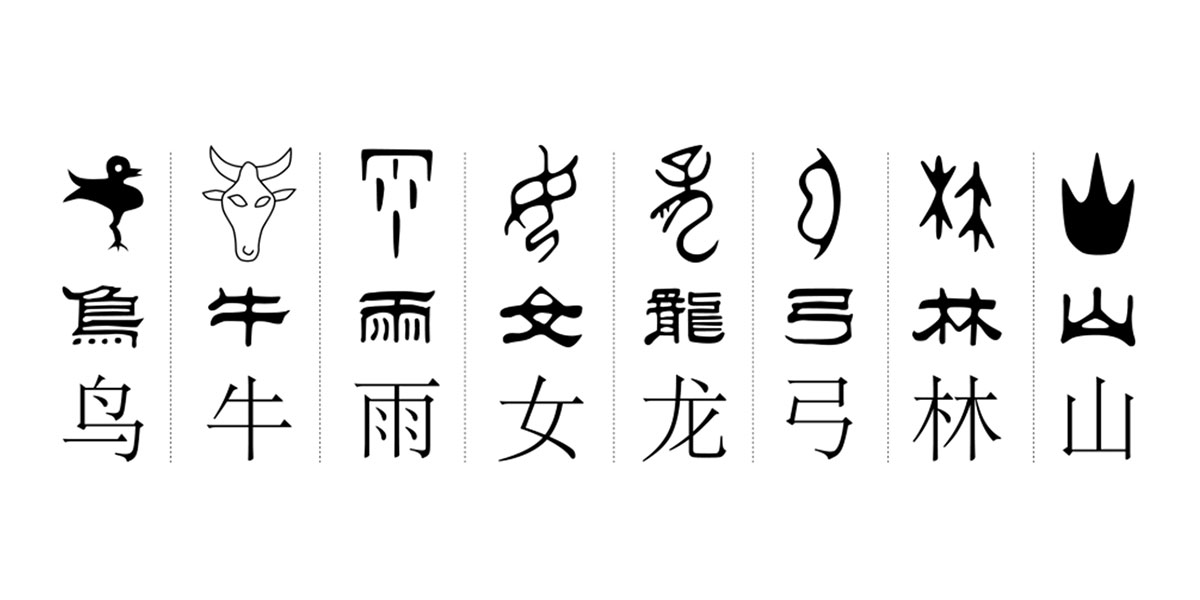 鳥 牛 雨 女 龍 弓 林 山
鸟 牛 雨 女 龙 弓 林 山